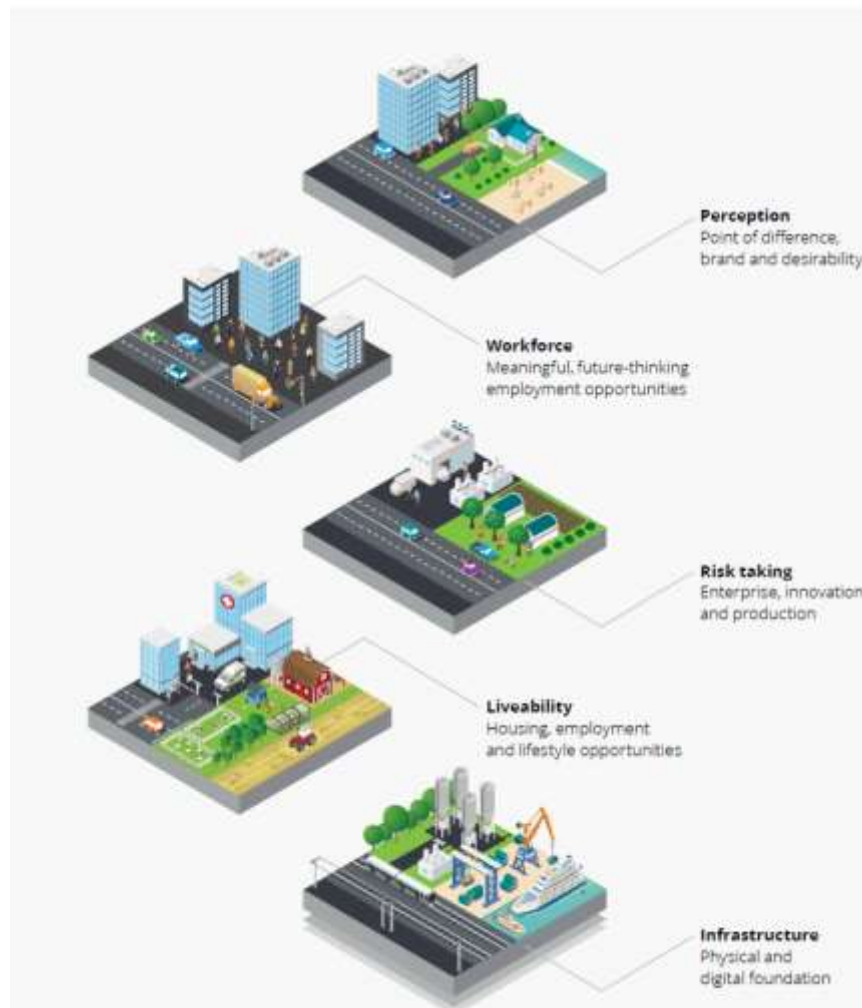 Perception
Point of difference,
brand and desirability
Workforce
Meaningful, future-thinking
employment opportunities
Risk taking
Enterprise, innovation
and production
Liveability
Housing, employment
and lifestyle opportunities
Infrastructure
Physical and
digital foundation